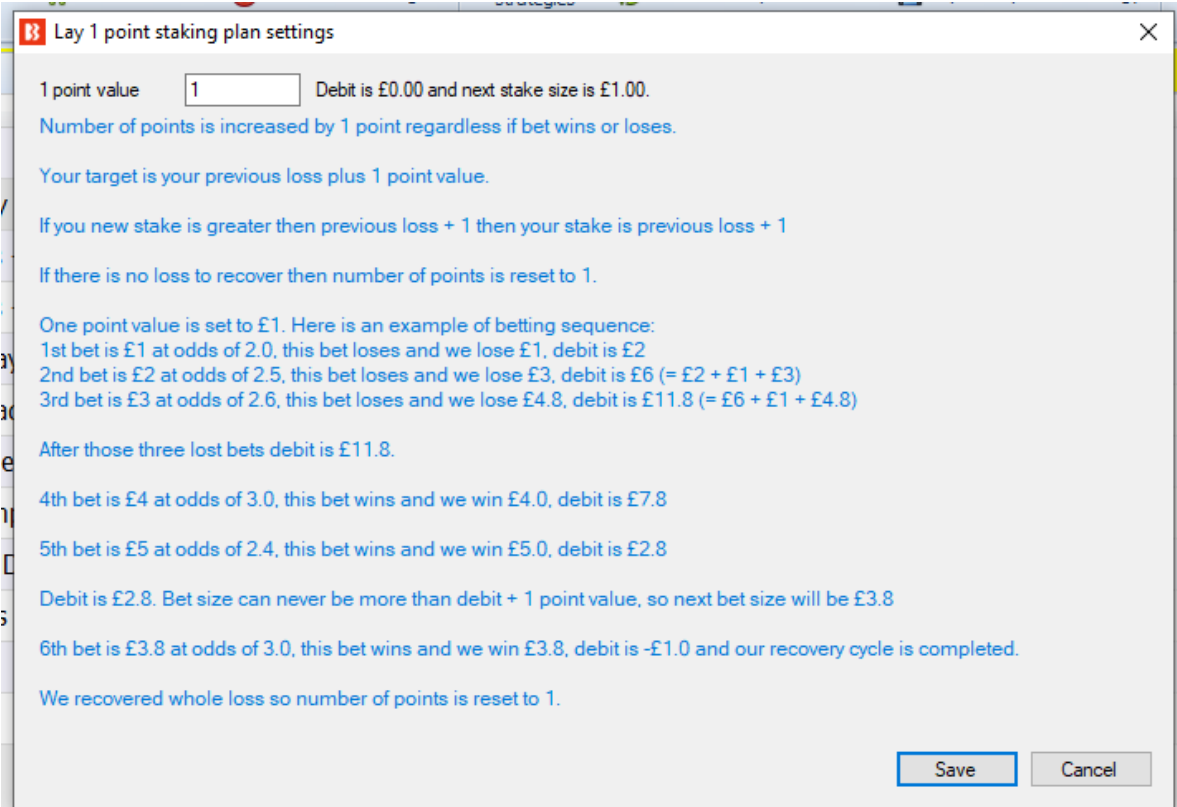 strategies
Lay 1 point staking plan settings
1 point value 1 Debit is £0.00 and next stake size is £1.00.
Number of points is increased by 1 point regardless if bet wins or loses.
Your target is your previous loss plus 1 point value.
If you new stake is greater then previous loss + 1 then your stake is previous loss + 1
If there is no loss to recover then number of points is reset to 1.
One point value is set to £1. Here is an example of betting sequence:
1st bet is £1 at odds of 2.0, this bet loses and we lose £1, debit is £2
2nd bet is £2 at odds of 2.5, this bet loses and we lose £3, debit is £6 (= £2 + £1 + £3)
3rd bet is £3 at odds of 2.6, this bet loses and we lose £4.8, debit is £11.8 (= £6 + £1 + £4.8)
After those three lost bets debit is £11.8.
4th bet is £4 at odds of 3.0, this bet wins and we win £4.0, debit is £7.8
5th bet is £5 at odds of 2.4, this bet wins and we win £5.0, debit is £2.8
Debit is £2.8. Bet size can never be more than debit + 1 point value, so next bet size will be £3.8
6th bet is £3.8 at odds of 3.0, this bet wins and we win £3.8, debit is -£1.0 and our recovery cycle is completed.
We recovered whole loss so number of points is reset to 1.
Save Cancel